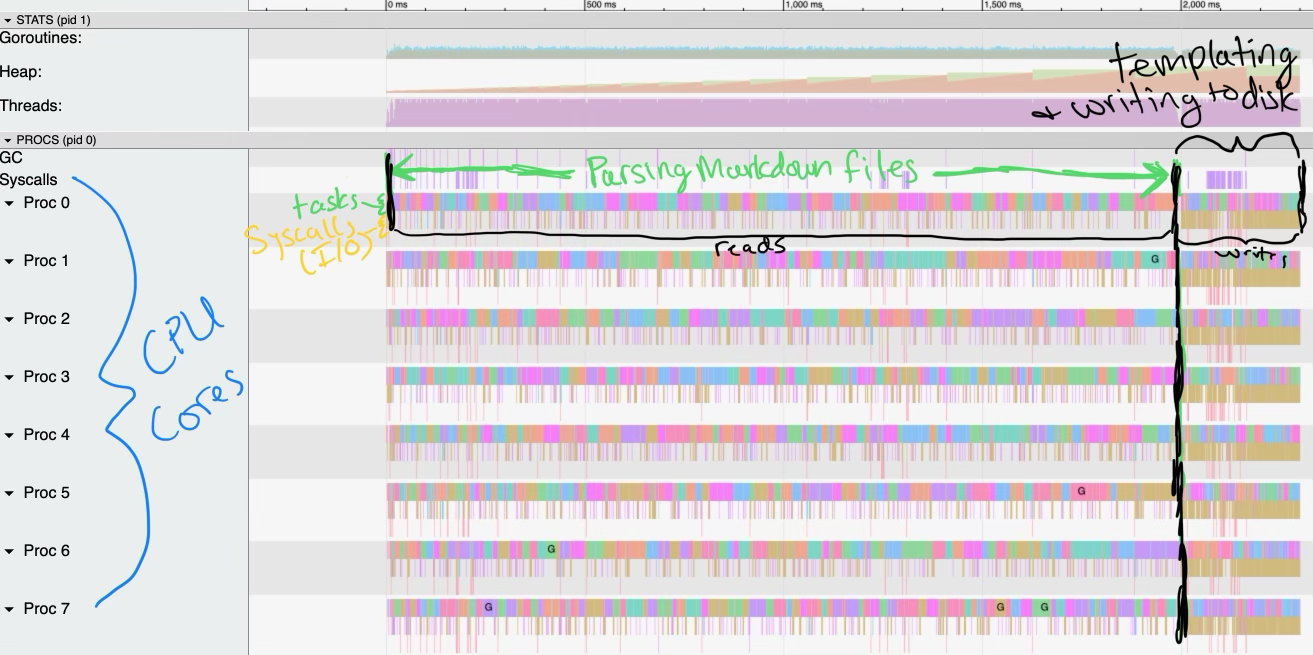 0 ms
500 ms
1,000 ms
1,500 ms
2,000 ms
STATS (pid 1)
Goroutines:
Heap:
Threads:
templating
& writing to disk
PROCS (pid 0)
GC
Syscalls
Parsing Markdown files
Proc 0
tasks
Syscalls
(I/O)
reads
writes
Proc 1
G
Proc 2
CPU
Cores
Proc 3
Proc 4
Proc 5
G
Proc 6
G
Proc 7
G
G
G